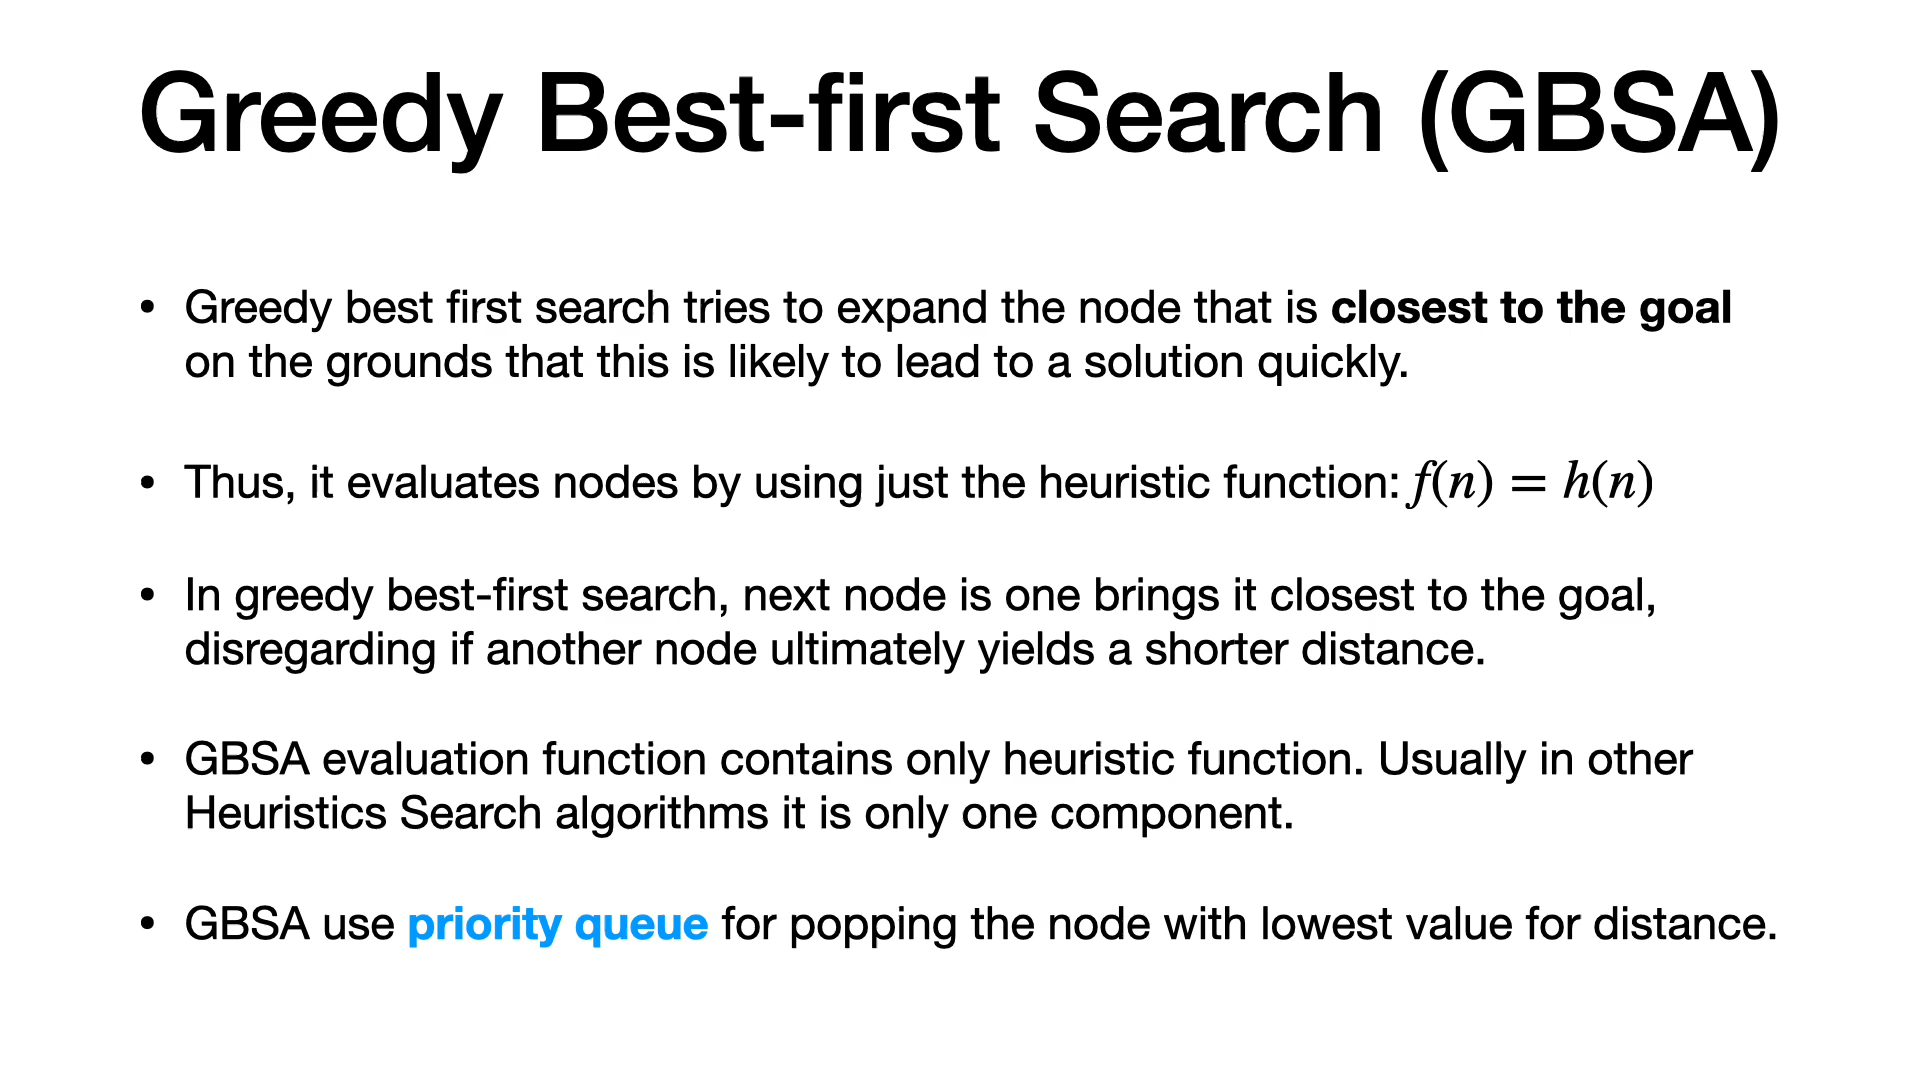 Greedy Best-first Search (GBSA)
• Greedy best first search tries to expand the node that is closest to the goal
on the grounds that this is likely to lead to a solution quickly.
• Thus, it evaluates nodes by using just the heuristic function: f(n) = h(n)
• In greedy best-first search, next node is one brings it closest to the goal,
disregarding if another node ultimately yields a shorter distance.
• GBSA evaluation function contains only heuristic function. Usually in other
Heuristics Search algorithms it is only one component.
• GBSA use priority queue for popping the node with lowest value for distance.